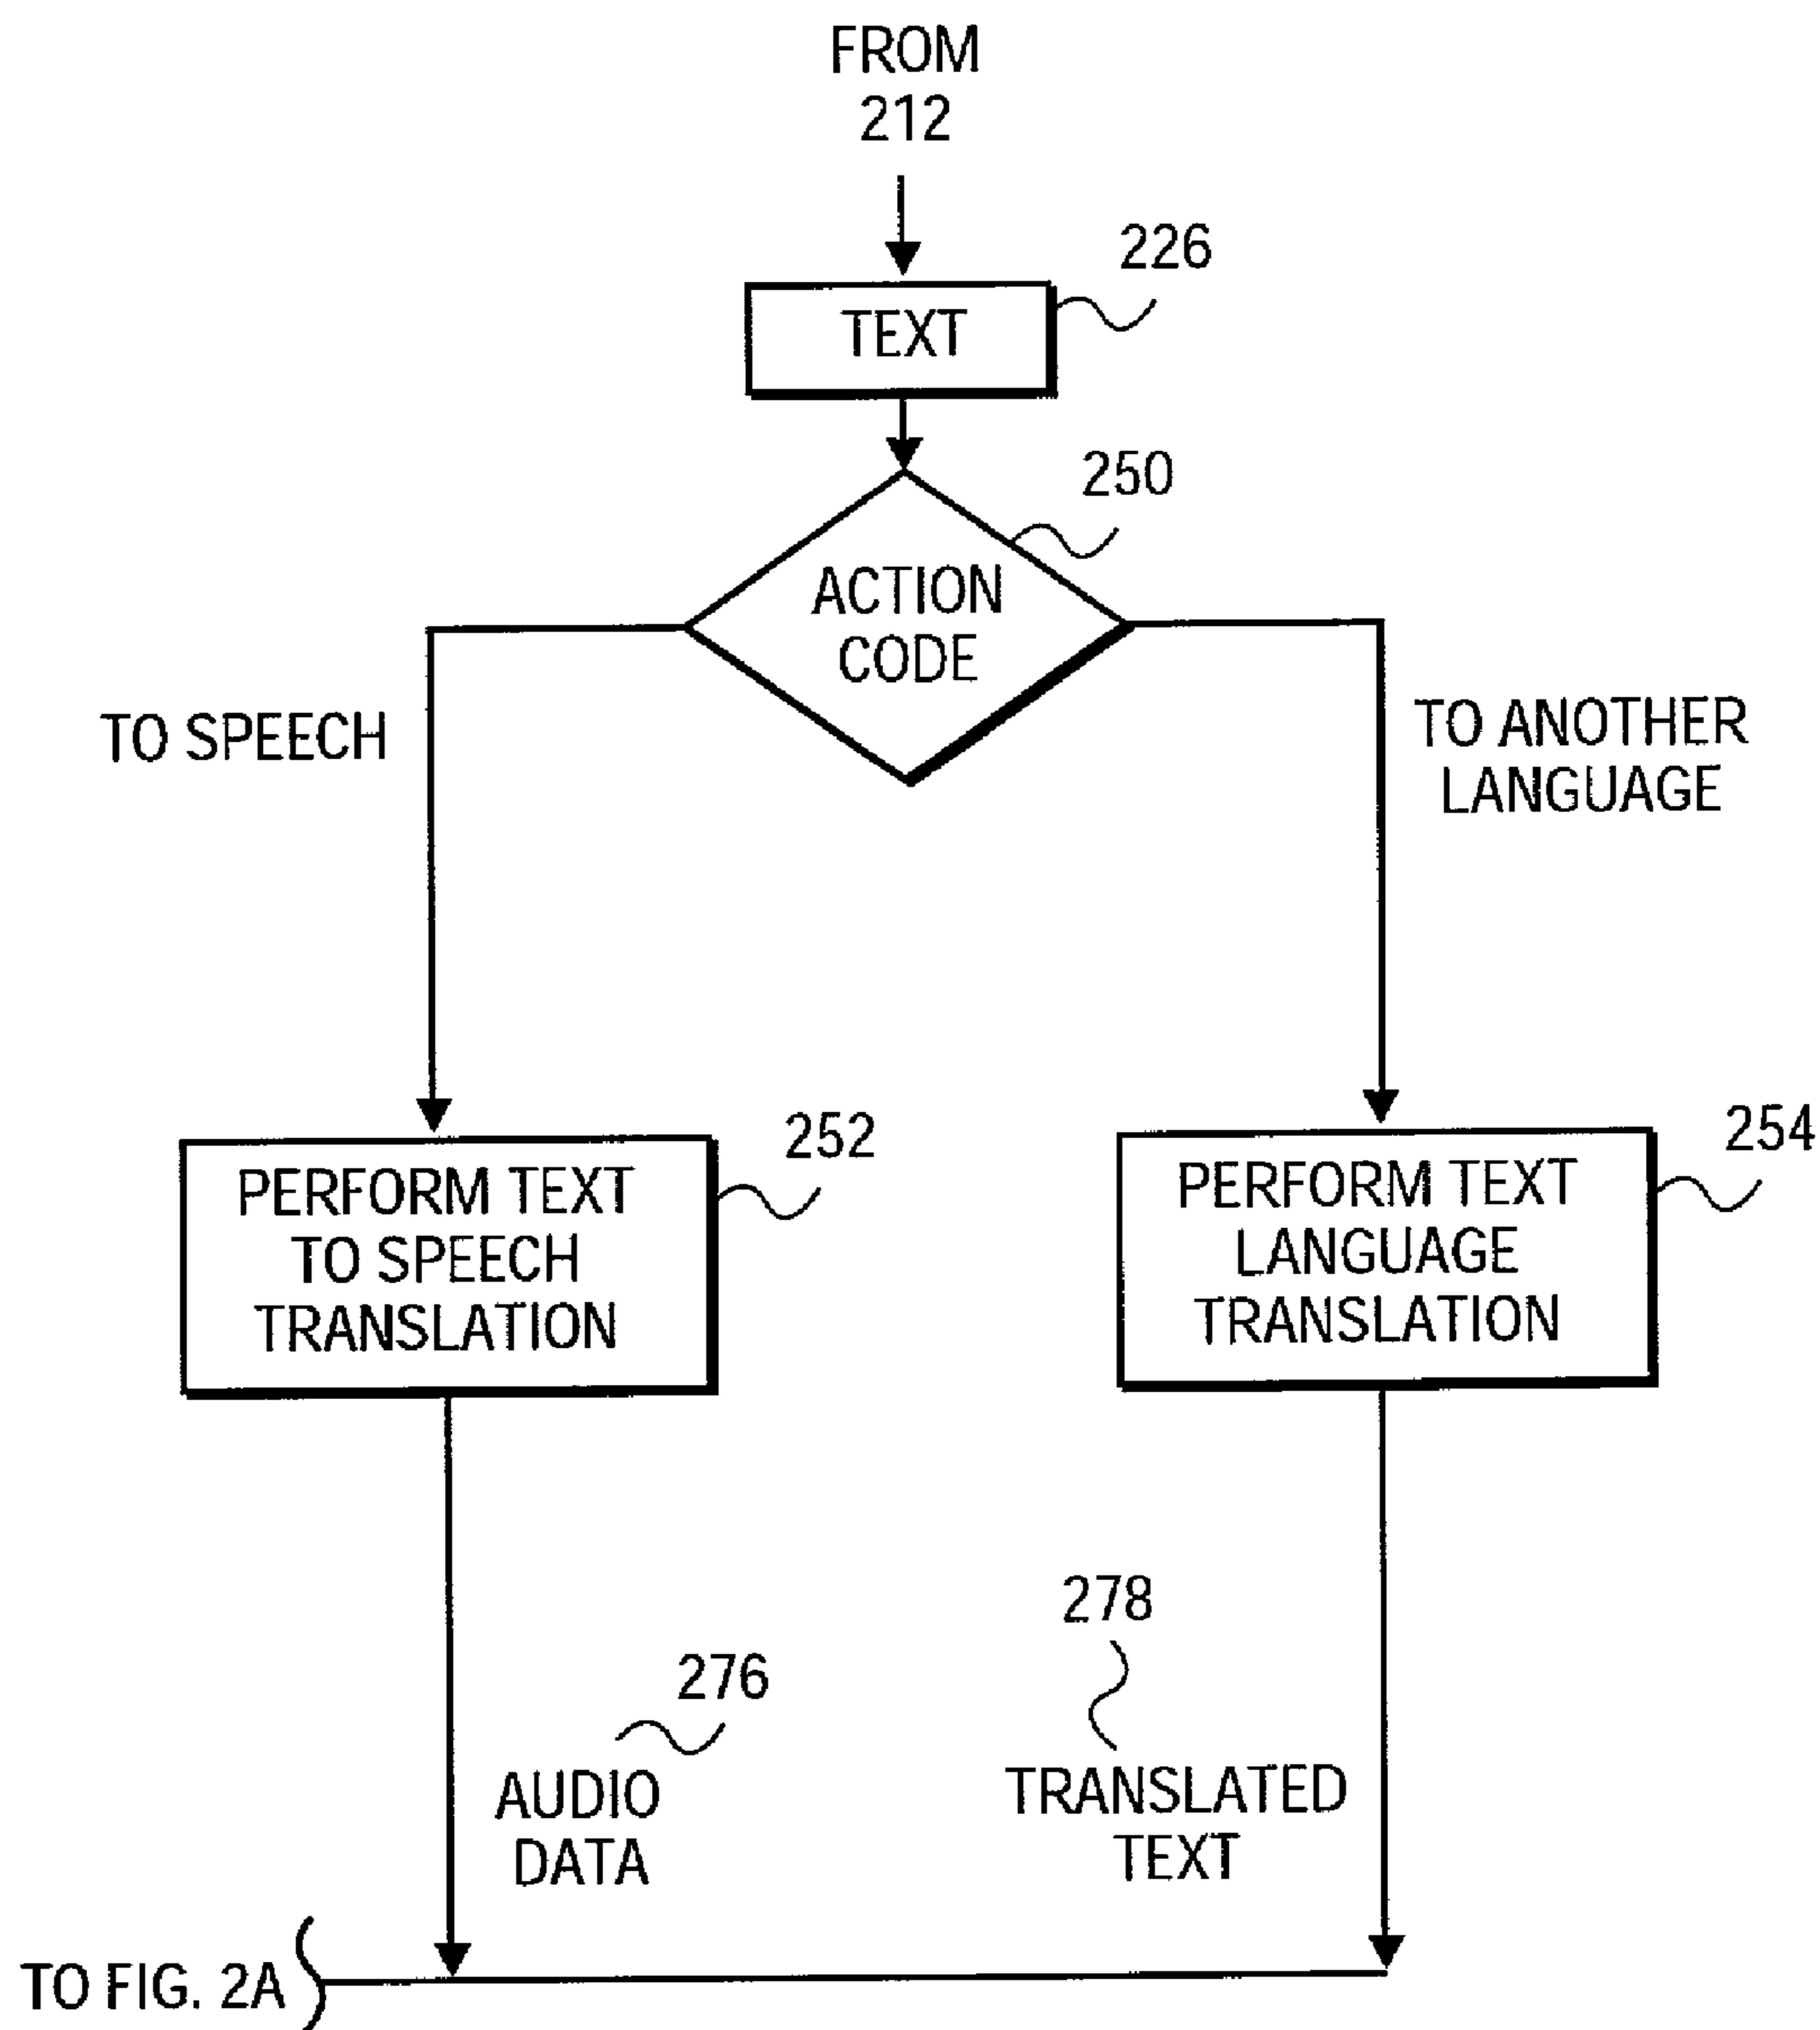 FROM
212
226
TEXT
250
ACTION
CODE
TO SPEECH
TO ANOTHER
LANGUAGE
252
PERFORM TEXT
TO SPEECH
TRANSLATION
254
PERFORM TEXT
LANGUAGE
TRANSLATION
276
AUDIO
DATA
278
TRANSLATED
TEXT
TO FIG. 2A